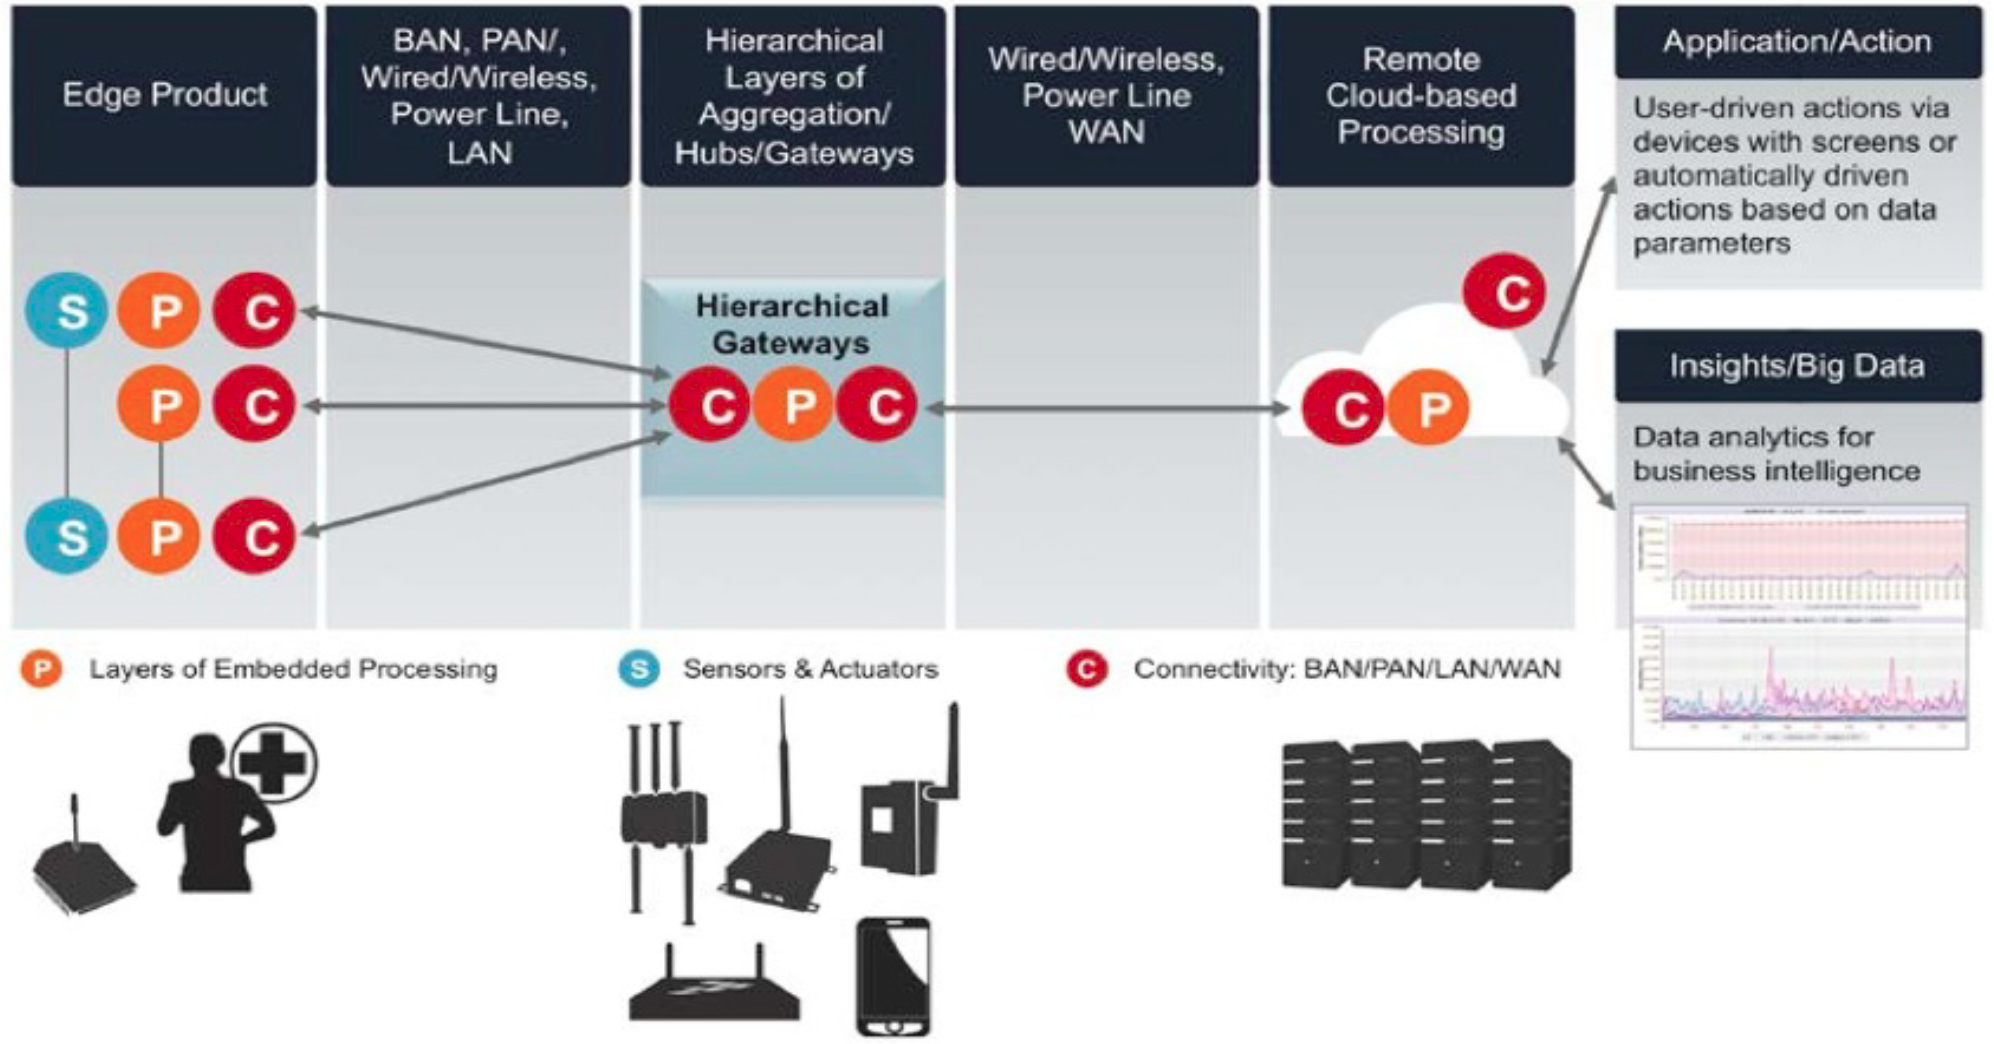 Edge Product
BAN, PAN/,
Wired/Wireless,
Power Line,
LAN
Hierarchical
Layers of
Aggregation/
Hubs/Gateways
Wired/Wireless,
Power Line
WAN
Remote
Cloud-based
Processing
Application/Action
User-driven actions via
devices with screens or
automatically driven
actions based on data
parameters
S P C
P C
S P C
Hierarchical
Gateways
C P C
C
C P
Insights/Big Data
Data analytics for
business intelligence
P Layers of Embedded Processing
S Sensors & Actuators
C Connectivity: BAN/PAN/LAN/WAN